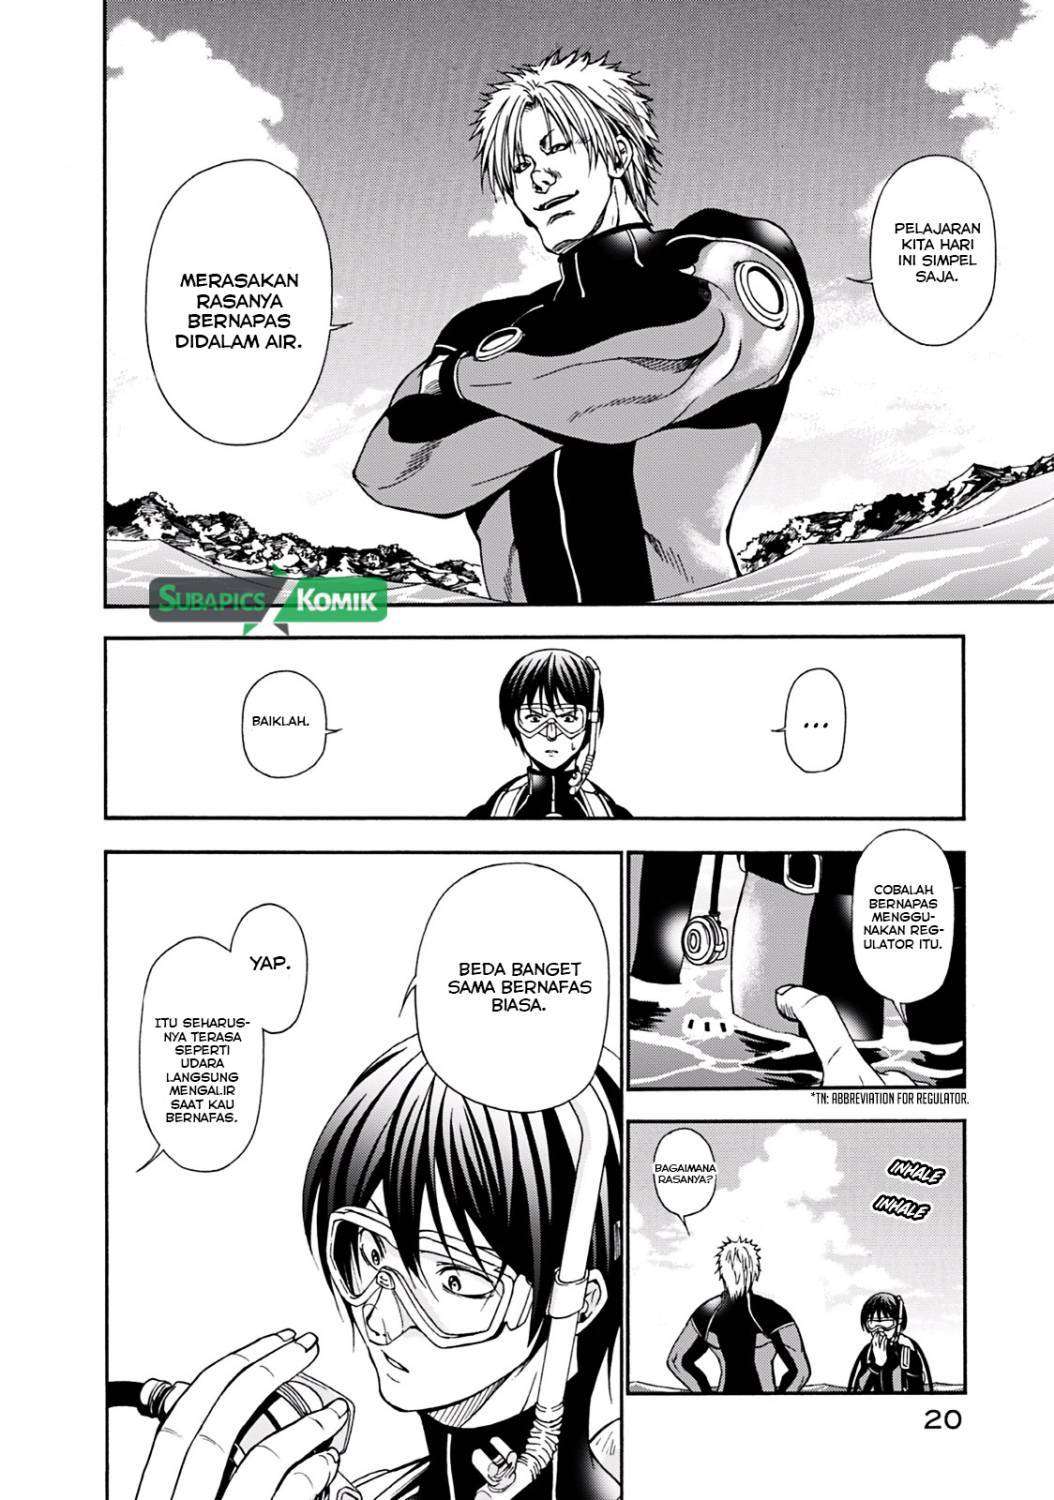 PELAJARAN
KITA HARI
INI SIMPEL
SAJA.
MERASAKAN
RASANYA
BERNAPAS
DIDALAM AIR.
SUBAPICS KOMIK
...
BAIKLAH.
COBALAH
BERNAPAS
MENGGU-
NAKAN REG-
ULATOR ITU.
...
*TN: ABBREVIATION FOR REGULATOR.
INHALE
INHALE
BAGAIMANA
RASANYA?
BEDA BANGET
SAMA BERNAFAS
BIASA.
YAP.
ITU SEHARUS-
NYA TERASA
SEPERTI
UDARA
LANGSUNG
MENGALIR
SAAT KAU
BERNAFAS.
20